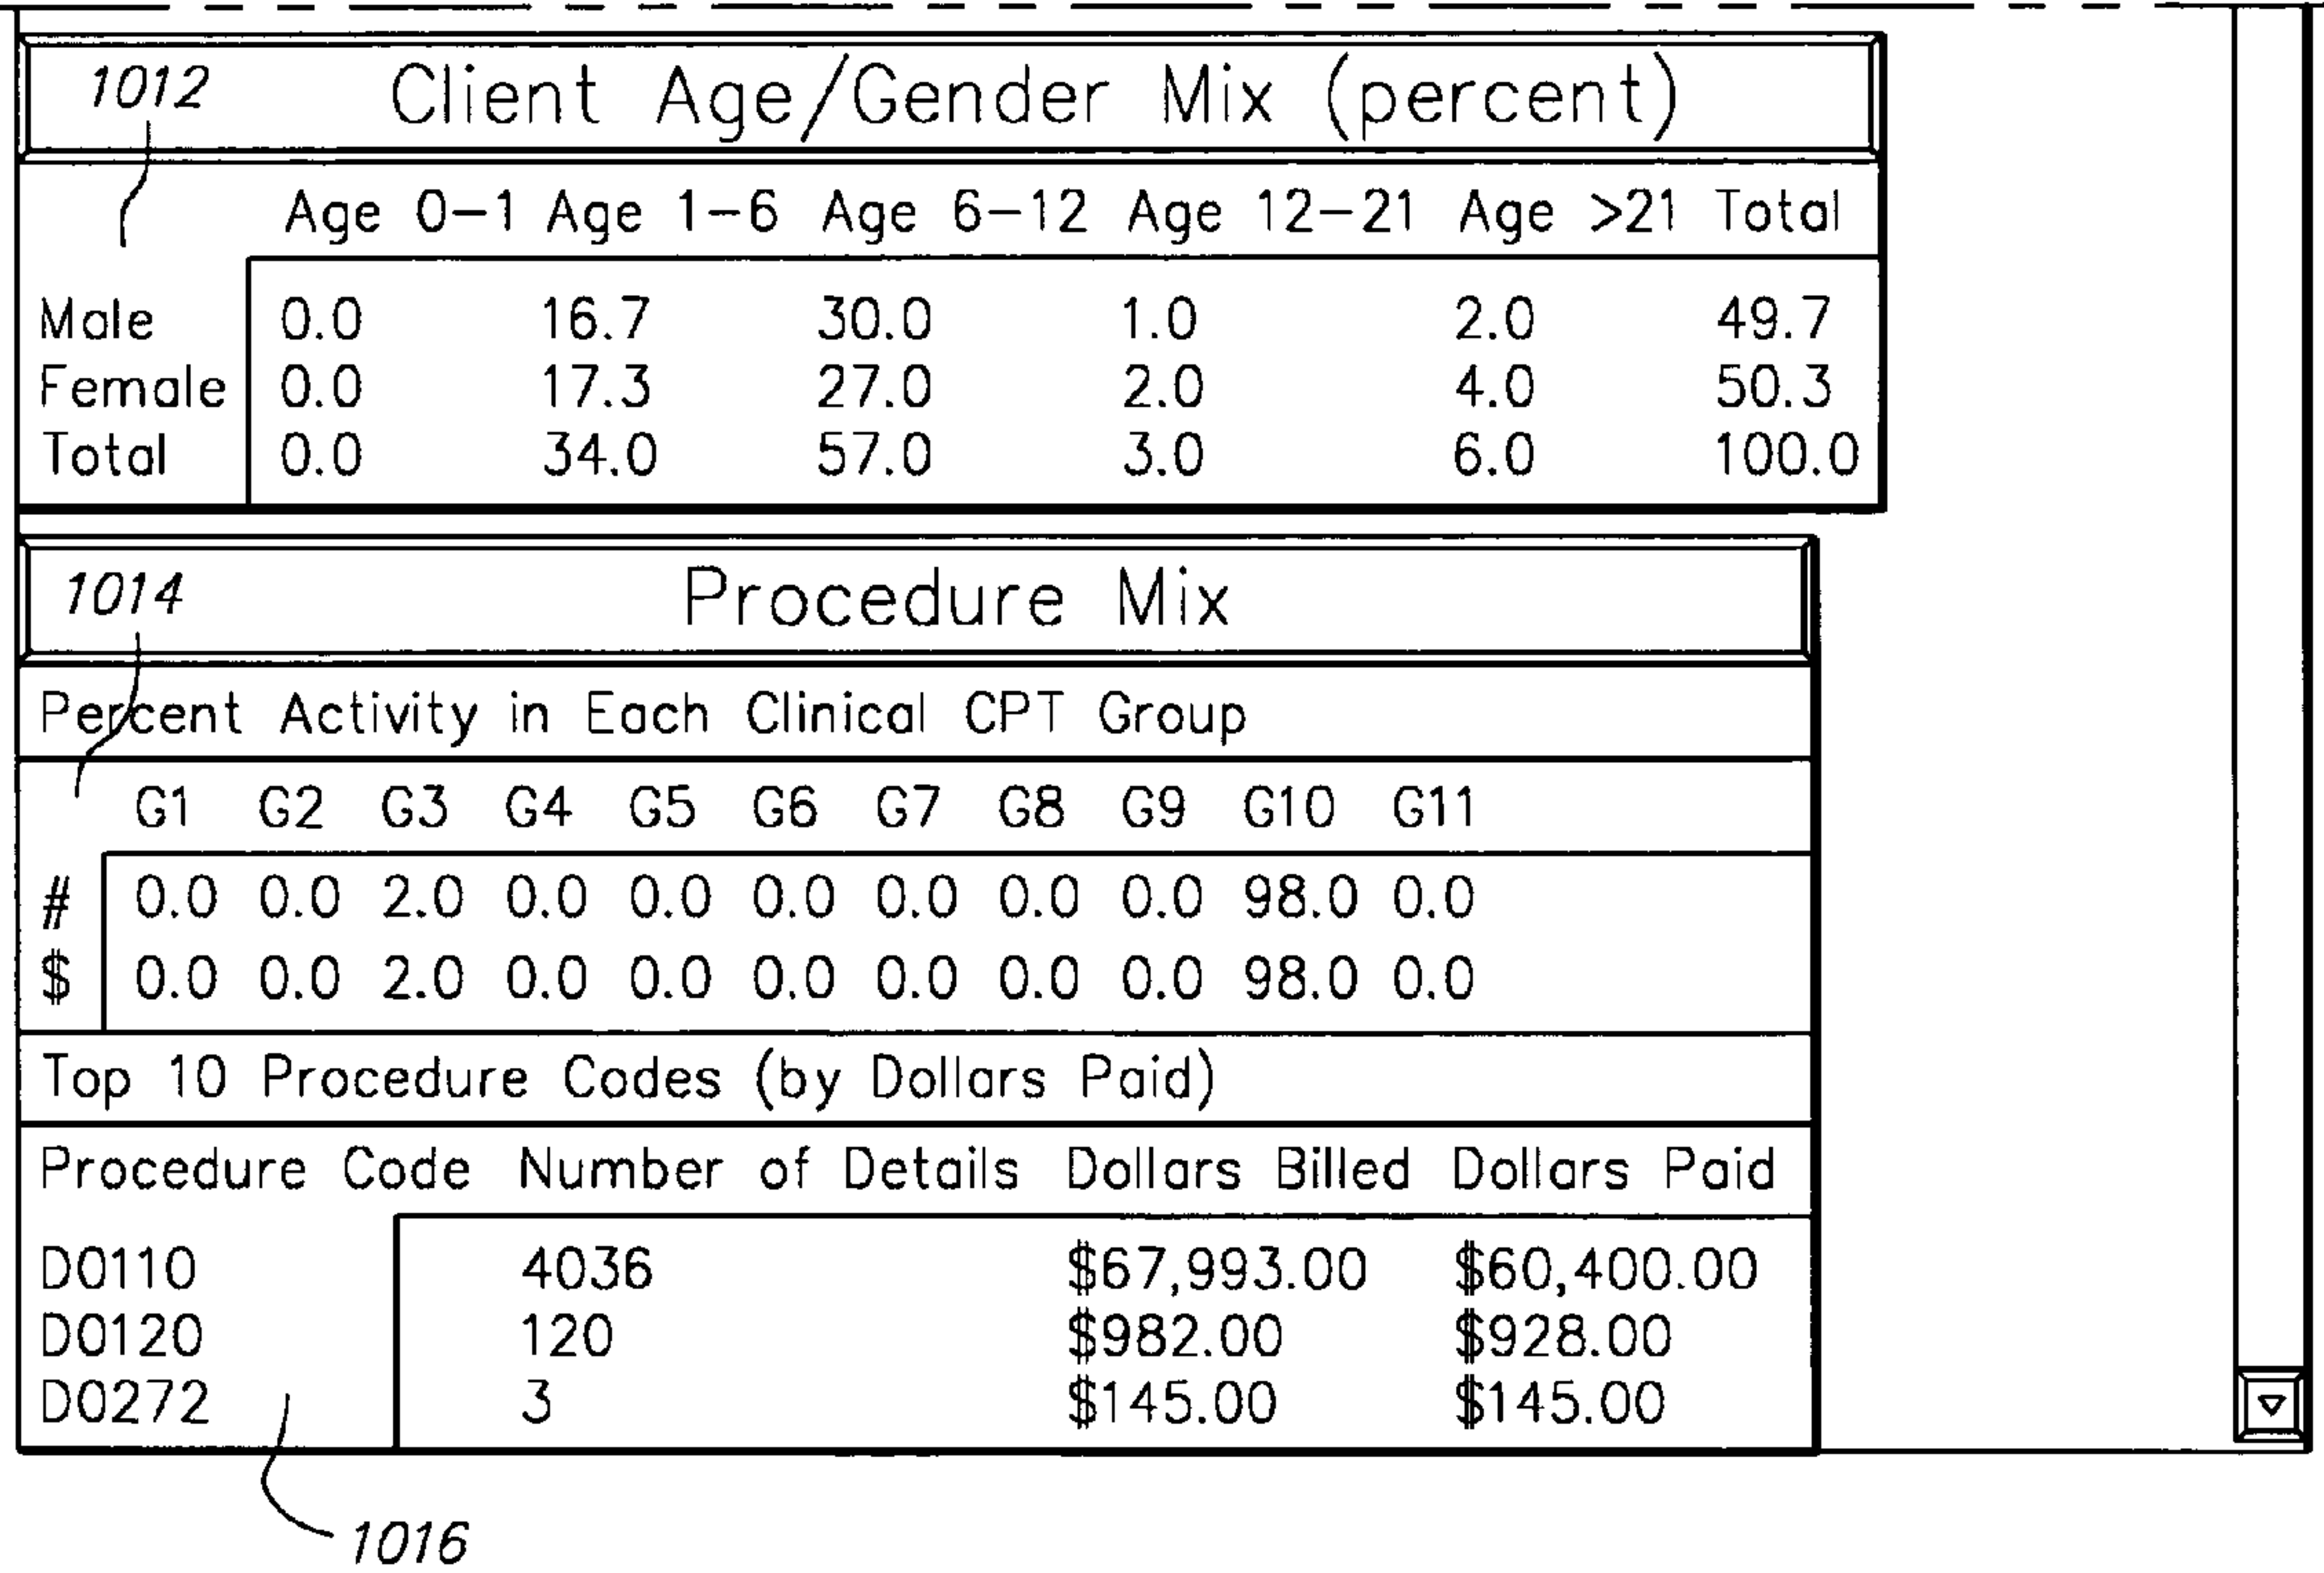 1012 Client Age/Gender Mix (percent)
Age 0-1 Age 1-6 Age 6-12 Age 12-21 Age >21 Total
Male 0.0 16.7 30.0 1.0 2.0 49.7
Female 0.0 17.3 27.0 2.0 4.0 50.3
Total 0.0 34.0 57.0 3.0 6.0 100.0
1014 Procedure Mix
Percent Activity in Each Clinical CPT Group
G1 G2 G3 G4 G5 G6 G7 G8 G9 G10 G11
# 0.0 0.0 2.0 0.0 0.0 0.0 0.0 0.0 0.0 98.0 0.0
$ 0.0 0.0 2.0 0.0 0.0 0.0 0.0 0.0 0.0 98.0 0.0
Top 10 Procedure Codes (by Dollars Paid)
Procedure Code Number of Details Dollars Billed Dollars Paid
D0110 4036 $67,993.00 $60,400.00
D0120 120 $982.00 $928.00
D0272 3 $145.00 $145.00
1016